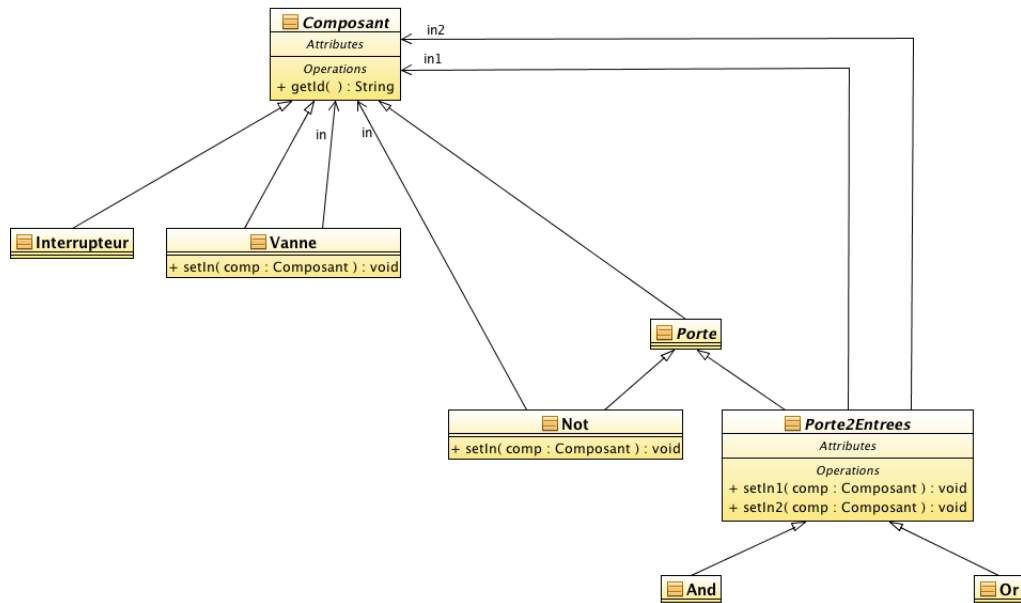 Composant
Attributes
Operations
+ getId( ) : String
in2
in1
in
in
Interrupteur
Vanne
+ setIn( comp : Composant ) : void
Porte
Not
+ setIn( comp : Composant ) : void
Porte2Entrees
Attributes
Operations
+ setIn1( comp : Composant ) : void
+ setIn2( comp : Composant ) : void
And
Or